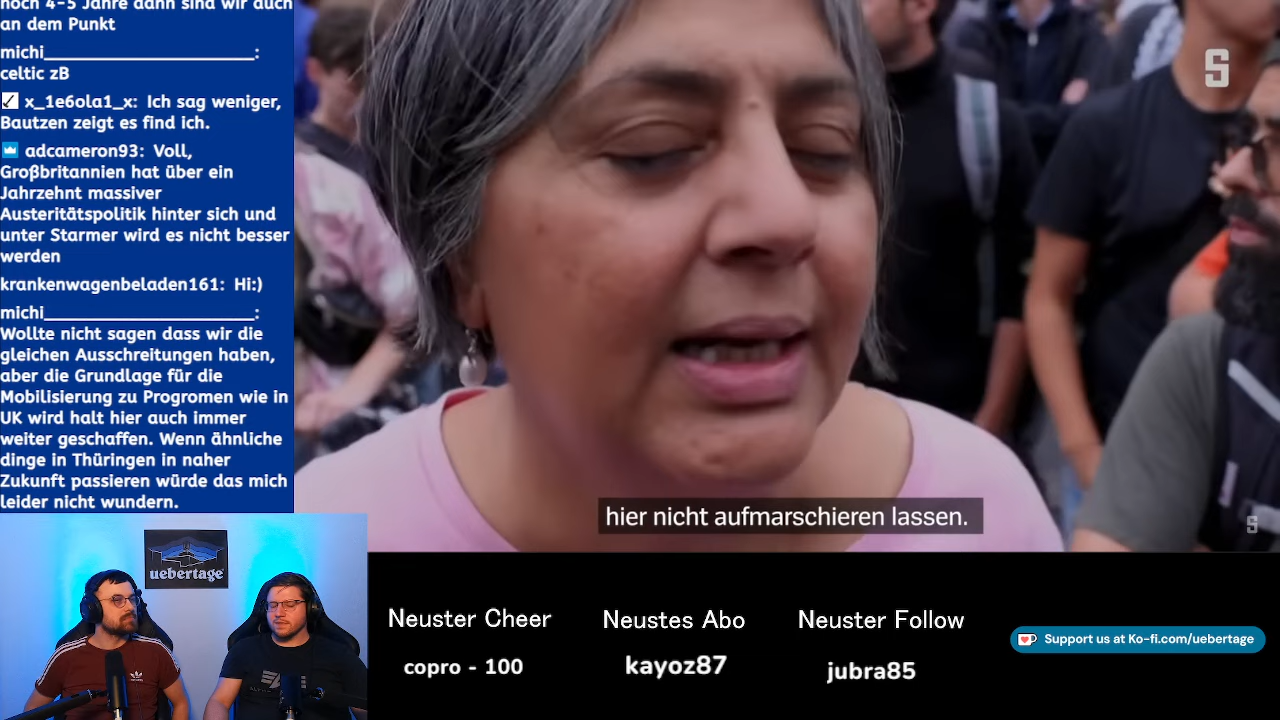 noch 4-5 Jahre dann sind wir auch
an dem Punkt
michi______________________:
celtic zB
x_1e6ola1_x: Ich sag weniger,
Bautzen zeigt es find ich.
adcameron93: Voll,
Großbritannien hat über ein
Jahrzehnt massiver
Austeritätspolitik hinter sich und
unter Starmer wird es nicht besser
werden
krankenwagenbeladen161: Hi:)
michi______________________:
Wollte nicht sagen dass wir die
gleichen Ausschreitungen haben,
aber die Grundlage für die
Mobilisierung zu Progromen wie in
UK wird halt hier auch immer
weiter geschaffen. Wenn ähnliche
dinge in Thüringen in naher
Zukunft passieren würde das mich
leider nicht wundern.
S
hier nicht aufmarschieren lassen.
S
uebertage
adidas
Neuster Cheer
copro - 100
Neustes Abo
kayoz87
Neuster Follow
jubra85
Support us at Ko-fi.com/uebertage